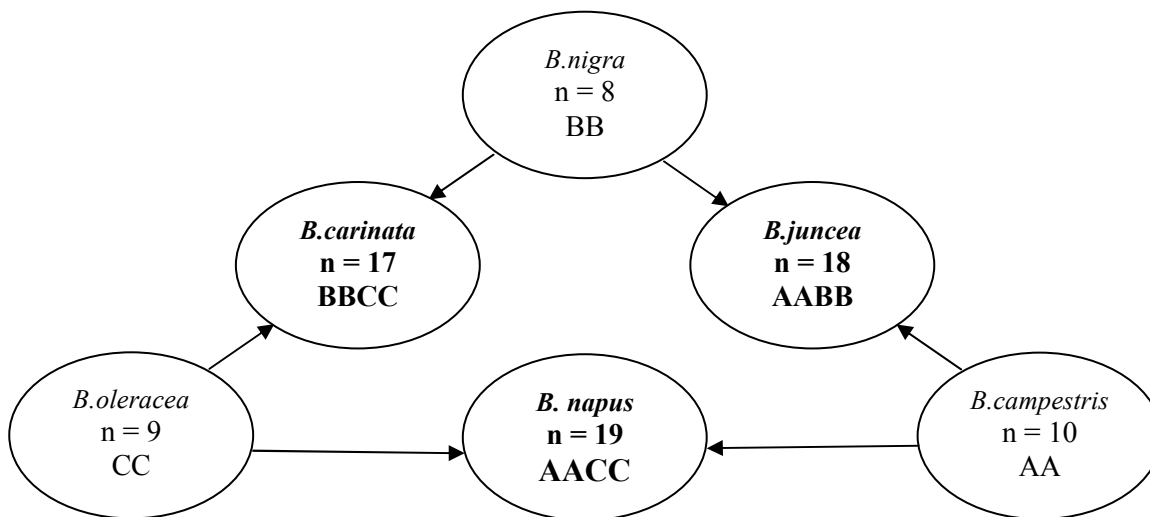 B.nigra
n = 8
BB
B.carinata
n = 17
BBCC
B.juncea
n = 18
AABB
B.oleracea
n = 9
CC
B. napus
n = 19
AACC
B.campestris
n = 10
AA